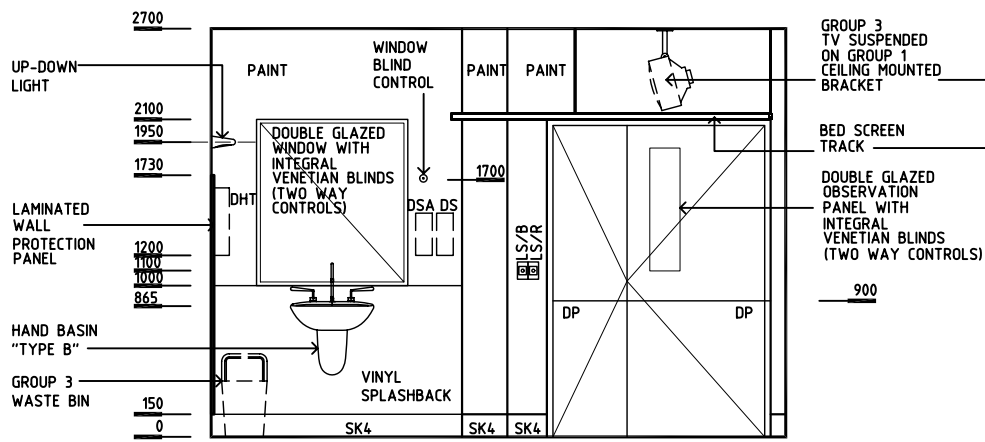 2700
UP-DOWN
LIGHT
2100
1950
1730
LAMINATED
WALL
PROTECTION
PANEL
1200
1100
1000
865
HAND BASIN
"TYPE B"
GROUP 3
WASTE BIN
150
0
PAINT
WINDOW
BLIND
CONTROL
PAINT
PAINT
DOUBLE GLAZED
WINDOW WITH
INTEGRAL
VENETIAN BLINDS
(TWO WAY
CONTROLS)
DHT
1700
DSA
DS
LS/B
LS/R
VINYL
SPLASHBACK
SK4
SK4
SK4
DP
DP
GROUP 3
TV SUSPENDED
ON GROUP 1
CEILING MOUNTED
BRACKET
BED SCREEN
TRACK
DOUBLE GLAZED
OBSERVATION
PANEL WITH
INTEGRAL
VENETIAN BLINDS
(TWO WAY CONTROLS)
900